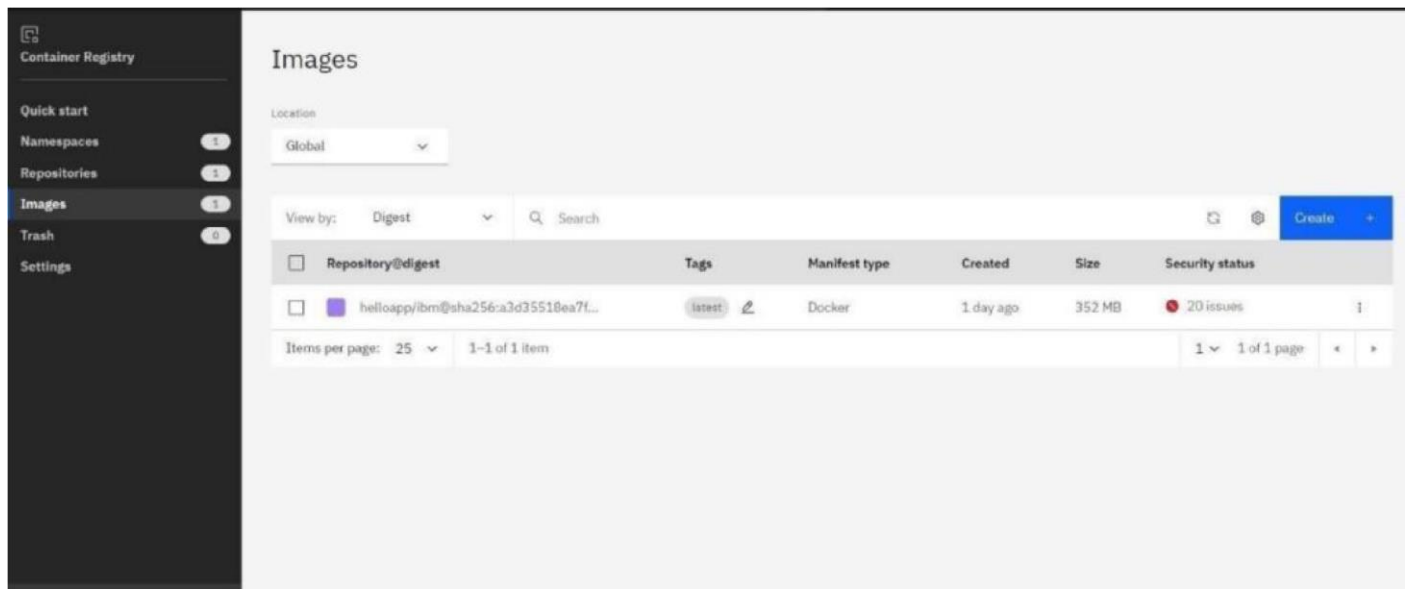 Container Registry
Quick start
Namespaces 1
Repositories 1
Images 1
Trash 0
Settings
Images
Location
Global
View by: Digest Search Create +
Repository@digest Tags Manifest type Created Size Security status
helloapp/ibm@sha256:a3d35518ea7f... latest Docker 1 day ago 352 MB 20 issues
Items per page: 25 1–1 of 1 item 1 1 of 1 page